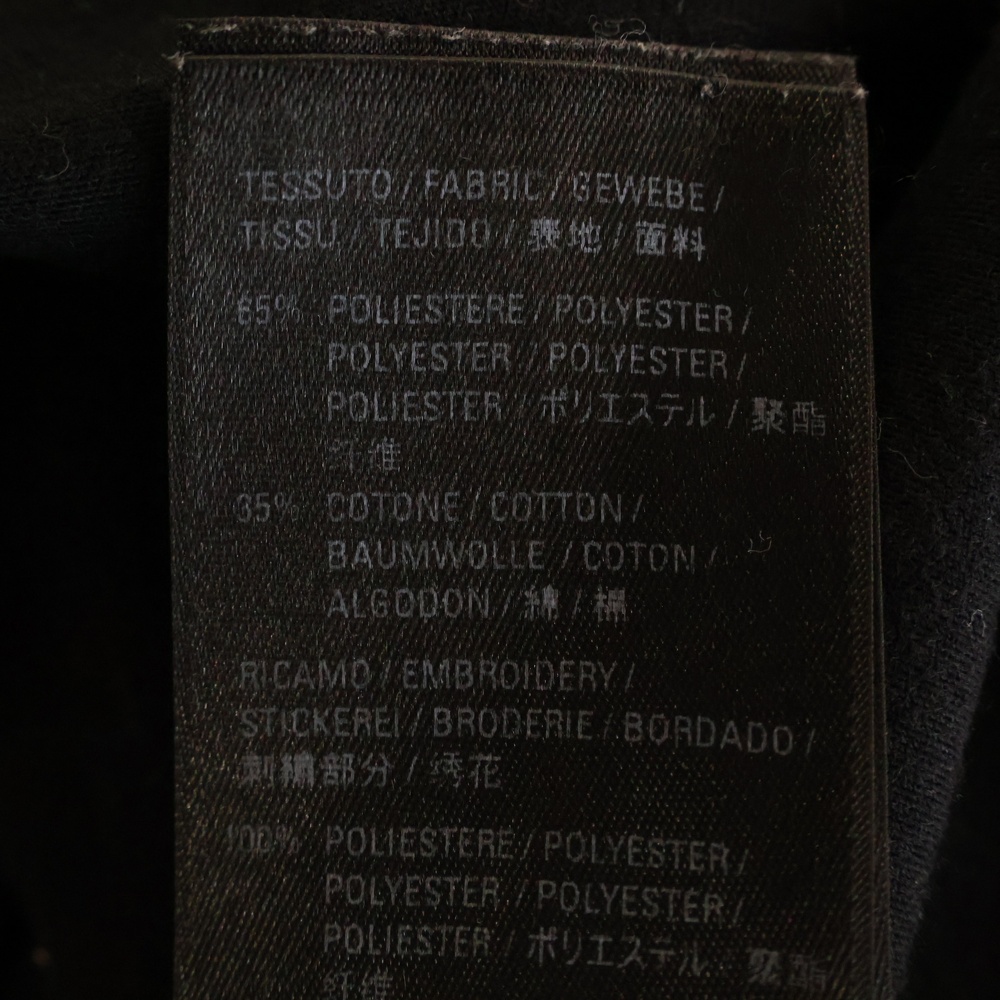 TESSUTO / FABRIC / GEWEBE /
TISSU / TEJIDO / 表地 / 面料
65% POLIESTERE / POLYESTER /
POLYESTER / POLYESTER /
POLIESTER / ポリエステル / 聚酯
纤维
35% COTONE / COTTON /
BAUMWOLLE / COTON /
ALGODON / 綿 / 棉
RICAMO / EMBROIDERY /
STICKEREI / BRODERIE / BORDADO /
刺繍部分 / 绣花
100% POLIESTERE / POLYESTER /
POLYESTER / POLYESTER /
POLIESTER / ポリエステル 聚酯
纤维